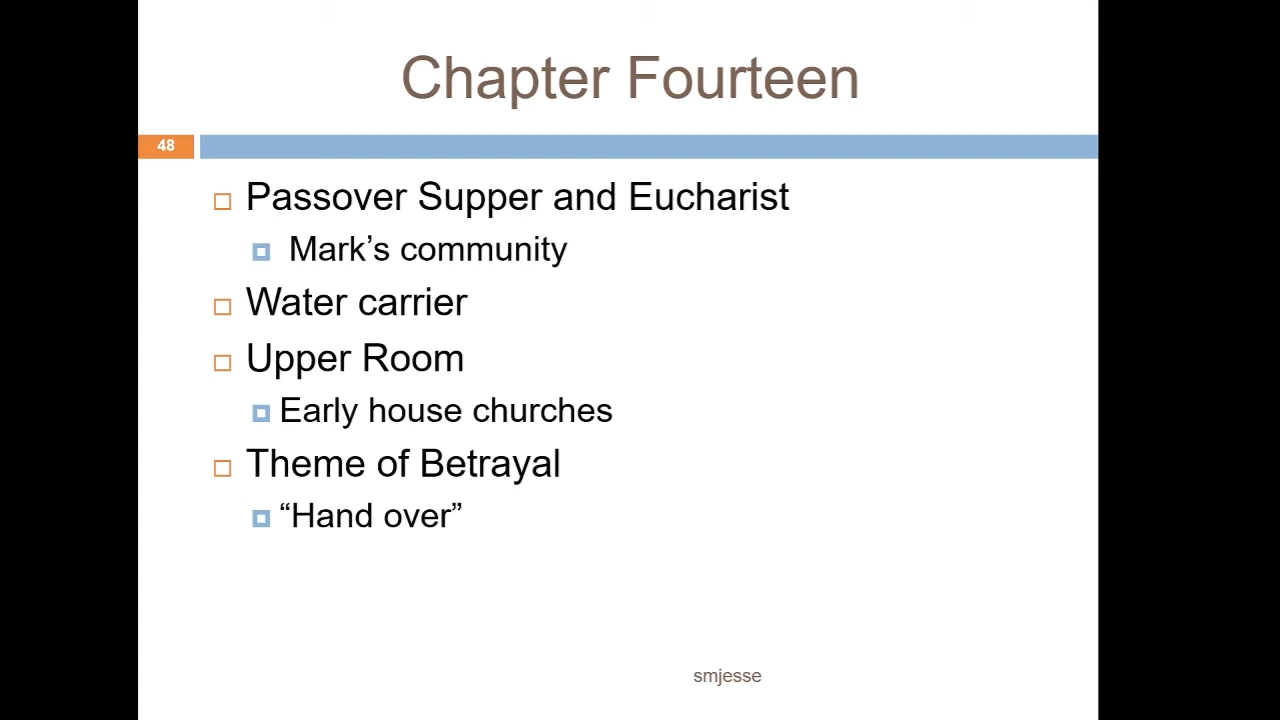 Chapter Fourteen
48
Passover Supper and Eucharist
Mark’s community
Water carrier
Upper Room
Early house churches
Theme of Betrayal
“Hand over”
smjesse